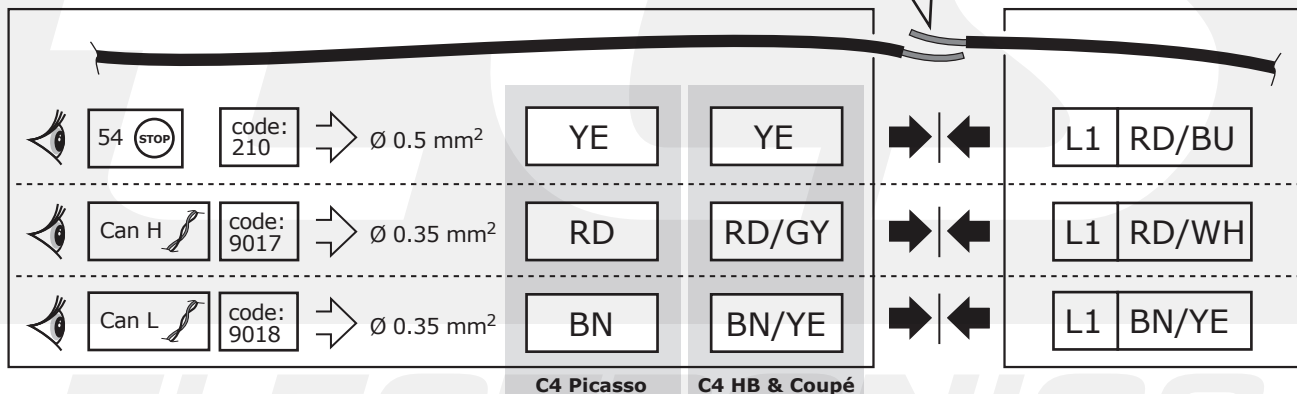 54 STOP code: 210 Ø 0.5 mm² YE YE L1 RD/BU
Can H code: 9017 Ø 0.35 mm² RD RD/GY L1 RD/WH
Can L code: 9018 Ø 0.35 mm² BN BN/YE L1 BN/YE
C4 Picasso C4 HB & Coupé